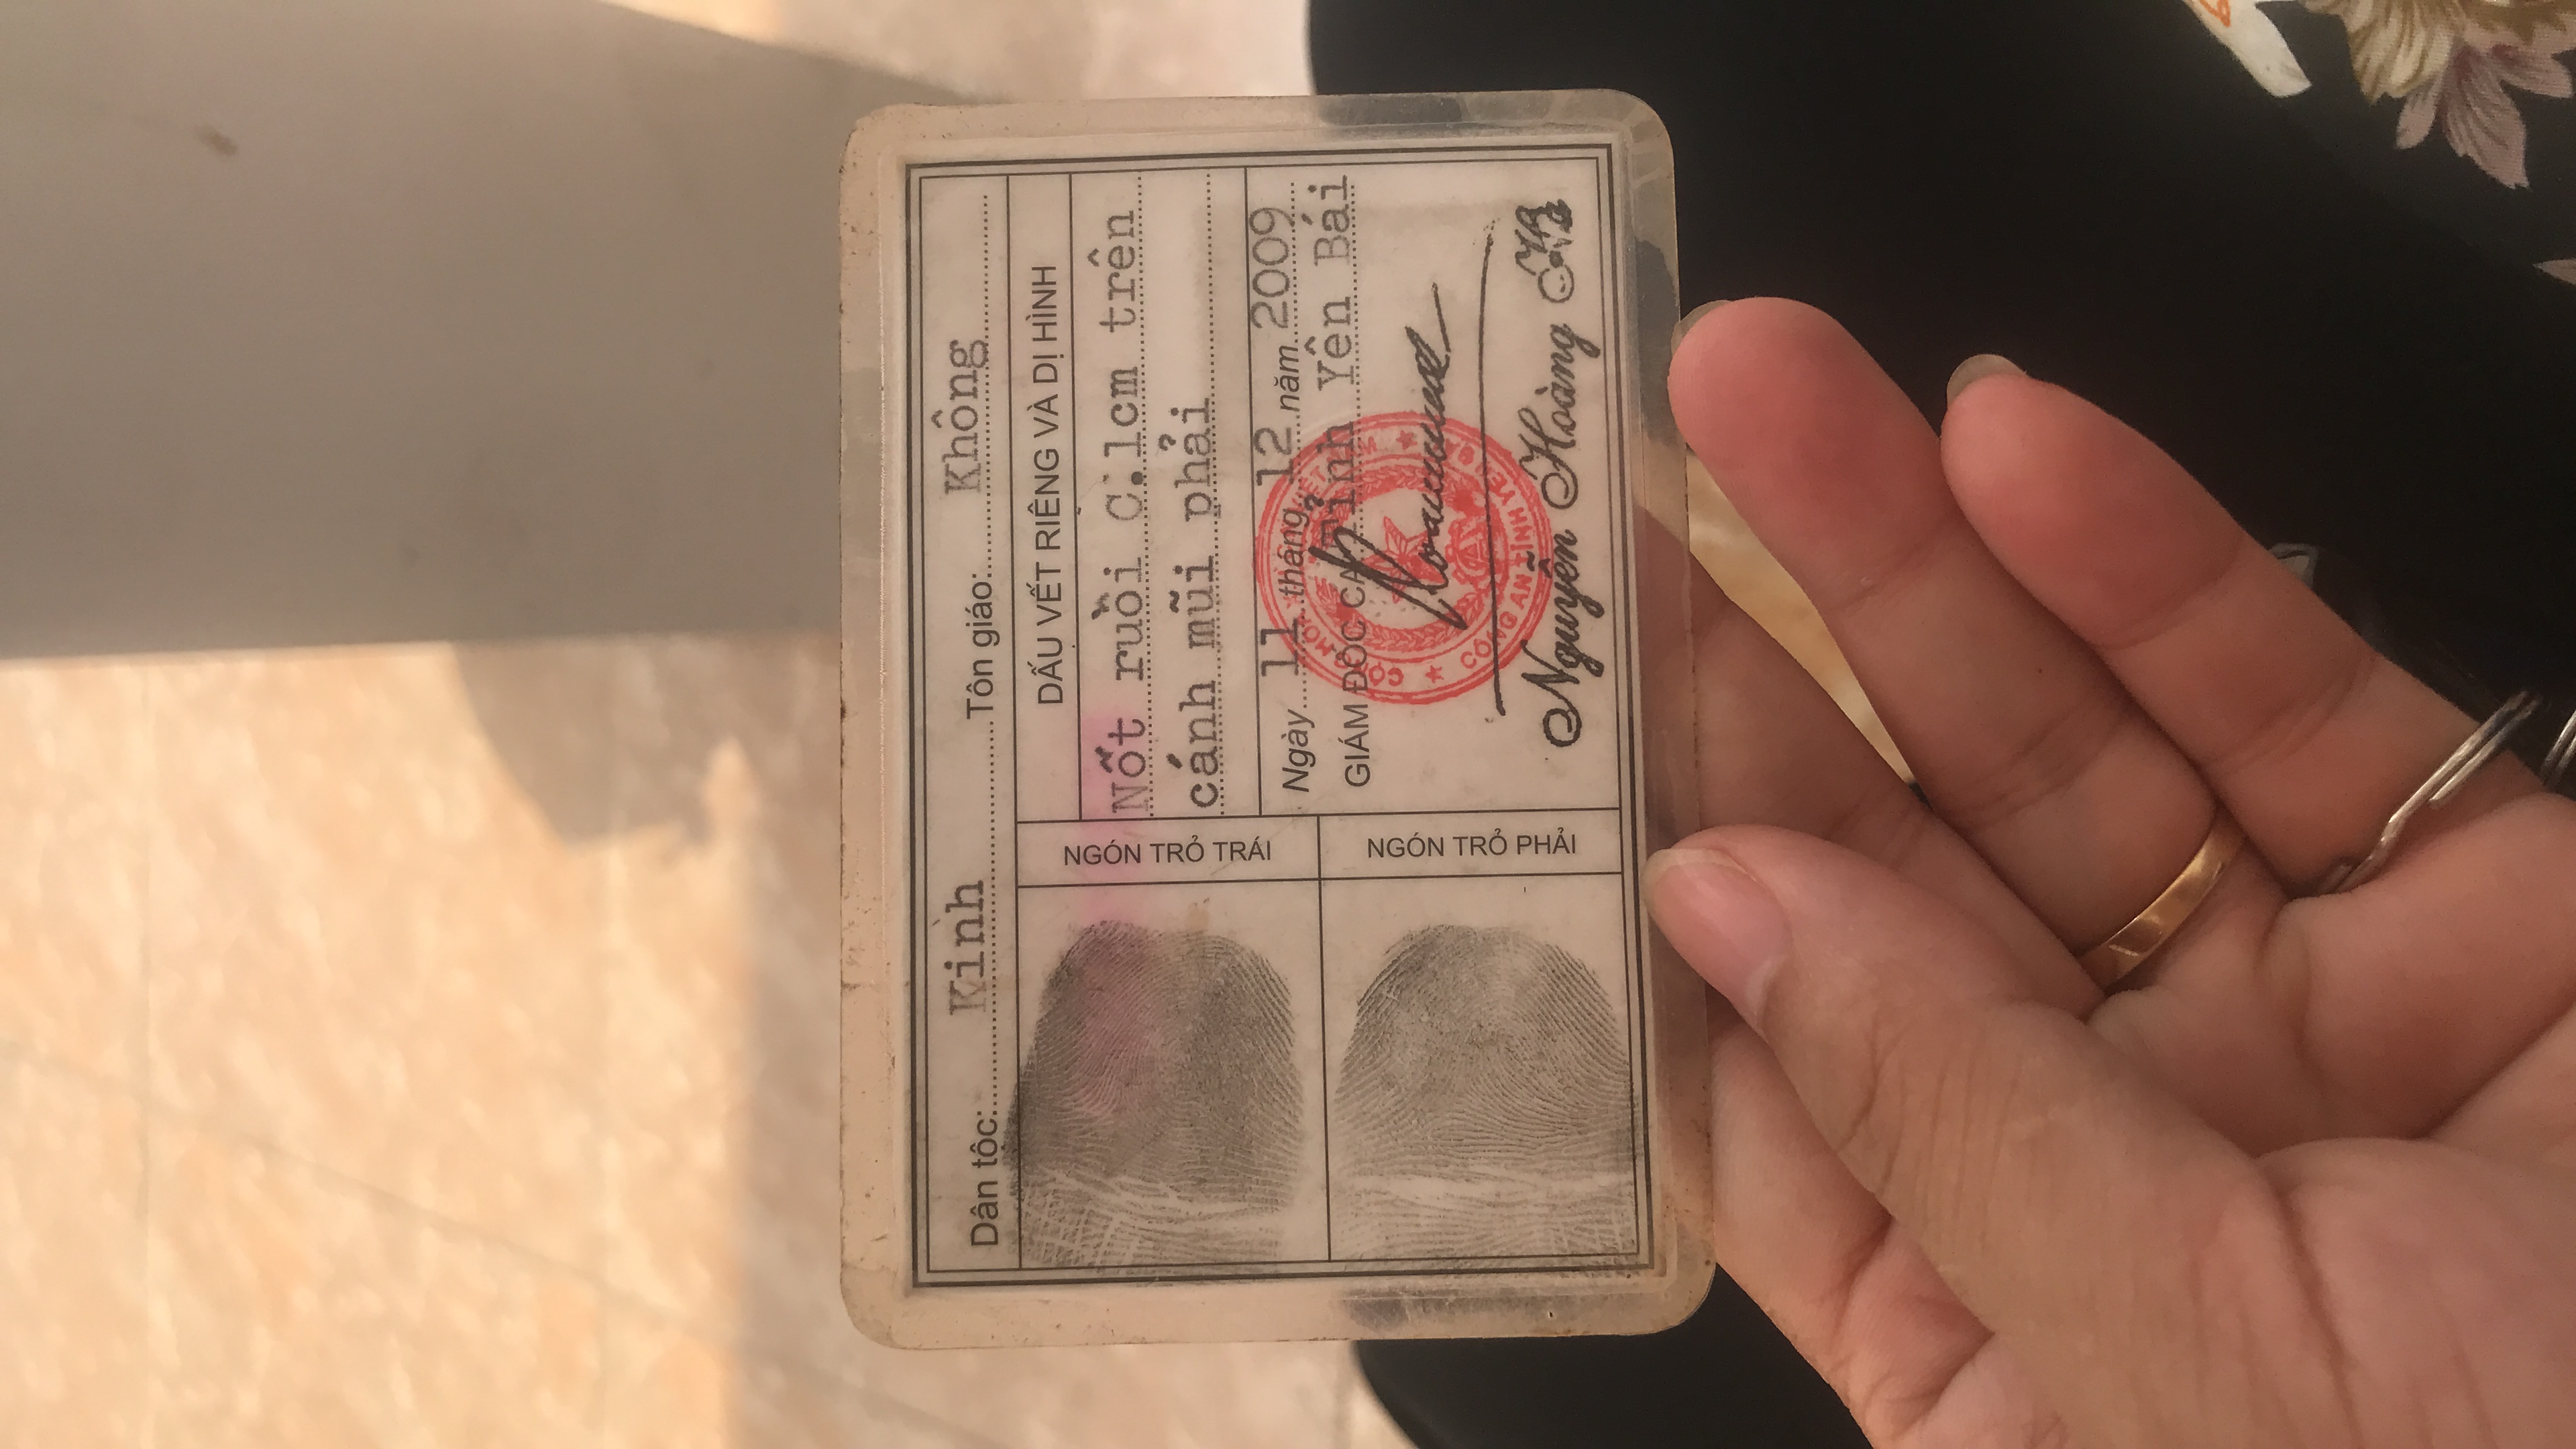 Dân tộc: Kinh Tôn giáo: Không
NGÓN TRỎ TRÁI
DẤU VẾT RIÊNG VÀ DỊ HÌNH
Nốt ruồi C.1cm trên
cánh mũi phải
Ngày 11 tháng 12 năm 2009
GIÁM ĐỐC CA Tỉnh Yên Bái
CÔNG AN TỈNH YÊN
NGÓN TRỎ PHẢI
Nguyễn Hoàng